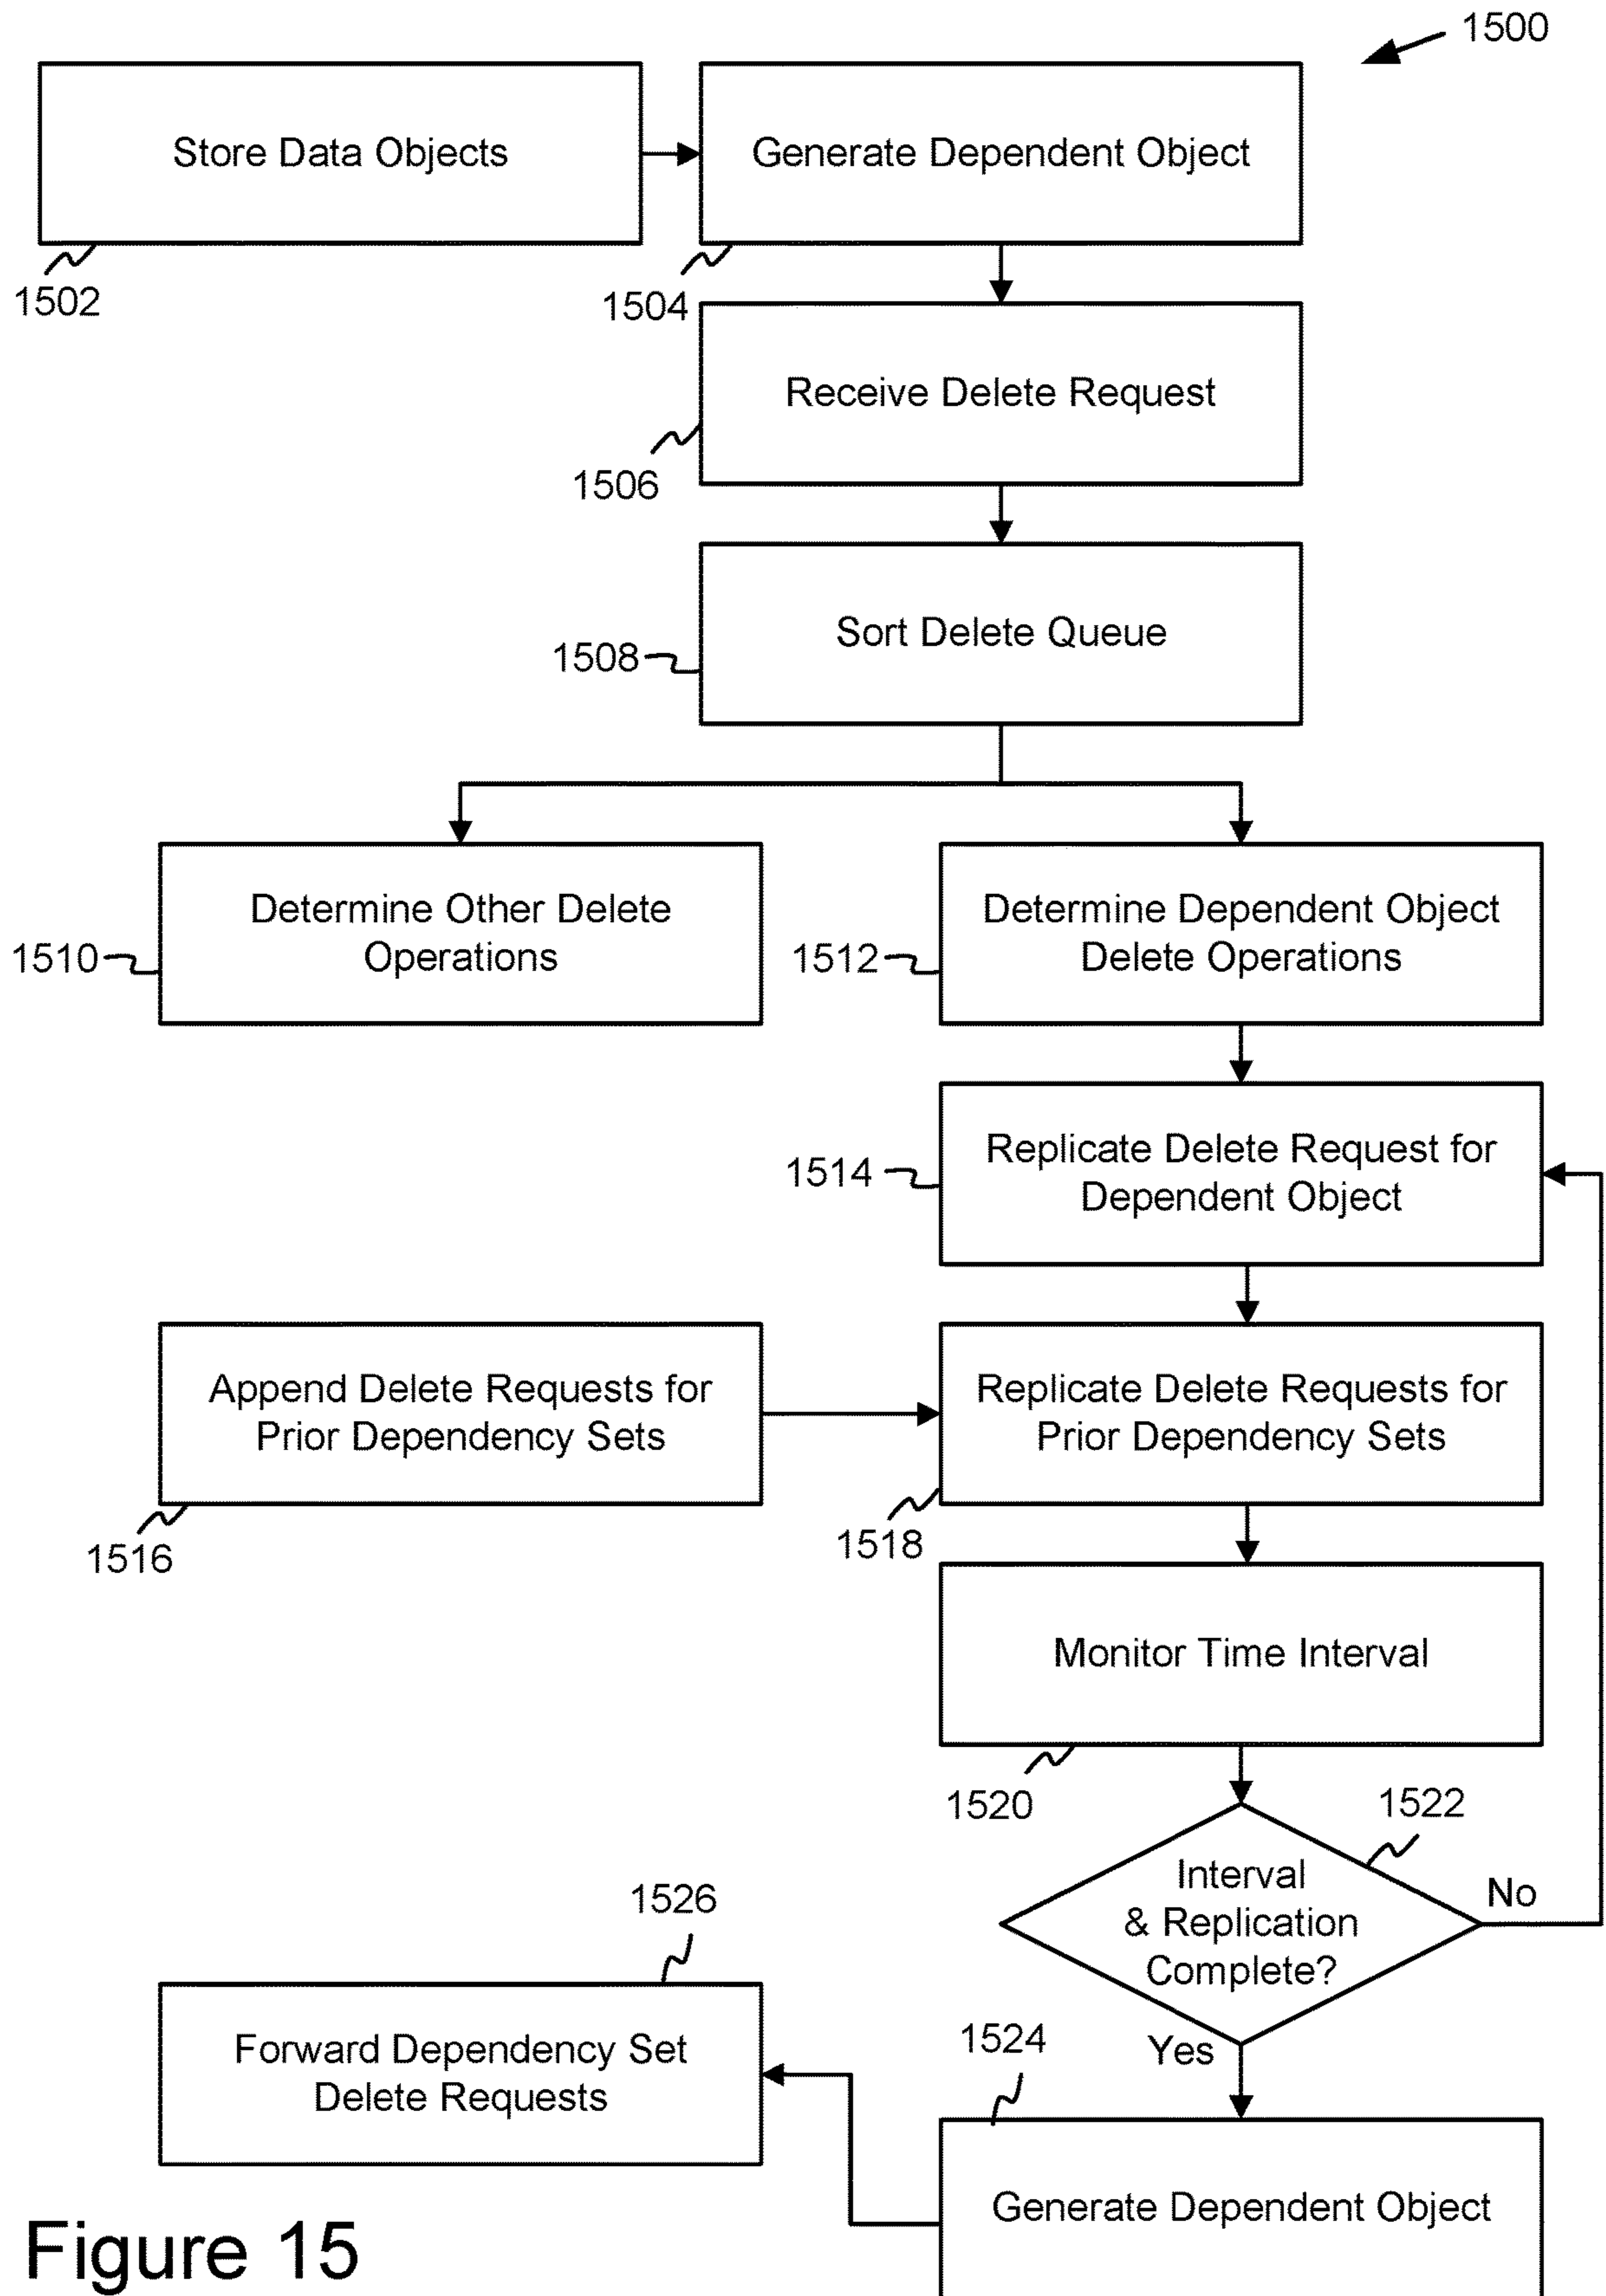 1500
Store Data Objects
Generate Dependent Object
1502
1504
Receive Delete Request
1506
Sort Delete Queue
1508
Determine Other Delete
Operations
1510
Determine Dependent Object
Delete Operations
1512
Replicate Delete Request for
Dependent Object
1514
Append Delete Requests for
Prior Dependency Sets
1516
Replicate Delete Requests for
Prior Dependency Sets
1518
Monitor Time Interval
1520
1522
Interval
& Replication
Complete?
No
Yes
1526
Forward Dependency Set
Delete Requests
1524
Generate Dependent Object
Figure 15